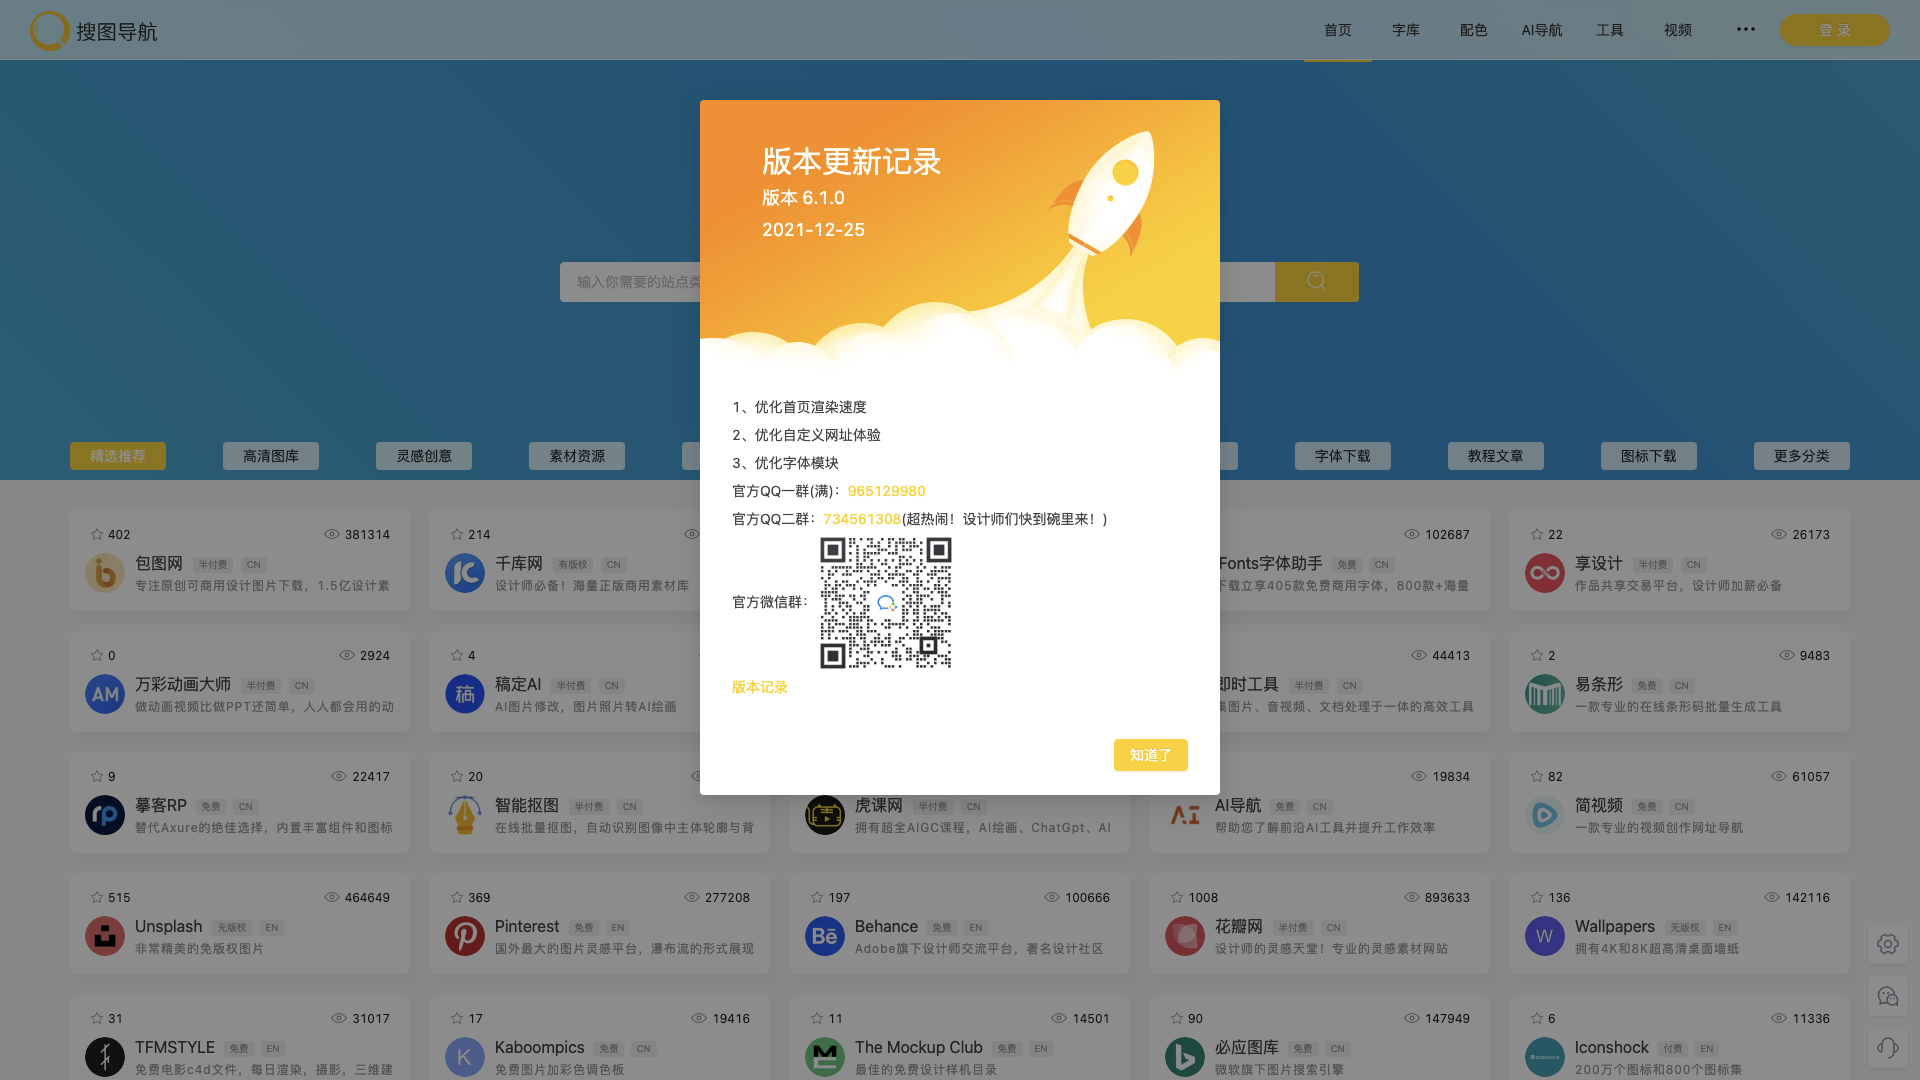 搜图导航
首页
字库
配色
AI导航
工具
视频
登 录
版本更新记录
版本 6.1.0
2021-12-25
输入你需要的站点类
1、优化首页渲染速度
2、优化自定义网址体验
3、优化字体模块
官方QQ一群(满)：965129980
官方QQ二群：734561308(超热闹！设计师们快到碗里来！)
官方微信群：
版本记录
知道了
精选推荐
高清图库
灵感创意
素材资源
字体下载
教程文章
图标下载
更多分类
402 381314
包图网 半付费 CN
专注原创可商用设计图片下载，1.5亿设计素
214
千库网 有版权 CN
设计师必备！海量正版商用素材库
102687
Fonts字体助手 免费 CN
下载立享405款免费商用字体，800款+海量
22 26173
享设计 半付费 CN
作品共享交易平台，设计师加薪必备
0 2924
万彩动画大师 半付费 CN
做动画视频比做PPT还简单，人人都会用的动
4
稿定AI 半付费 CN
AI图片修改，图片照片转AI绘画
44413
即时工具 半付费 CN
集图片、音视频、文档处理于一体的高效工具
2 9483
易条形 免费 CN
一款专业的在线条形码批量生成工具
9 22417
摹客RP 免费 CN
替代Axure的绝佳选择，内置丰富组件和图标
20
智能抠图 半付费 CN
在线批量抠图，自动识别图像中主体轮廓与背
虎课网 半付费 CN
拥有超全AIGC课程，AI绘画、ChatGpt、AI
19834
AI导航 免费 CN
帮助您了解前沿AI工具并提升工作效率
82 61057
简视频 免费 CN
一款专业的视频创作网址导航
515 464649
Unsplash 无版权 EN
非常精美的免版权图片
369 277208
Pinterest 免费 EN
国外最大的图片灵感平台，瀑布流的形式展现
197 100666
Behance 免费 EN
Adobe旗下设计师交流平台，著名设计社区
1008 893633
花瓣网 半付费 CN
设计师的灵感天堂！专业的灵感素材网站
136 142116
Wallpapers 无版权 EN
拥有4K和8K超高清桌面墙纸
31 31017
TFMSTYLE 免费 EN
免费电影c4d文件，每日渲染，摄影，三维建
17 19416
Kaboompics 免费 CN
免费图片加彩色调色板
11 14501
The Mockup Club 免费 EN
最佳的免费设计样机目录
90 147949
必应图库 免费 CN
微软旗下图片搜索引擎
6 11336
Iconshock 付费 EN
200万个图标和800个图标集